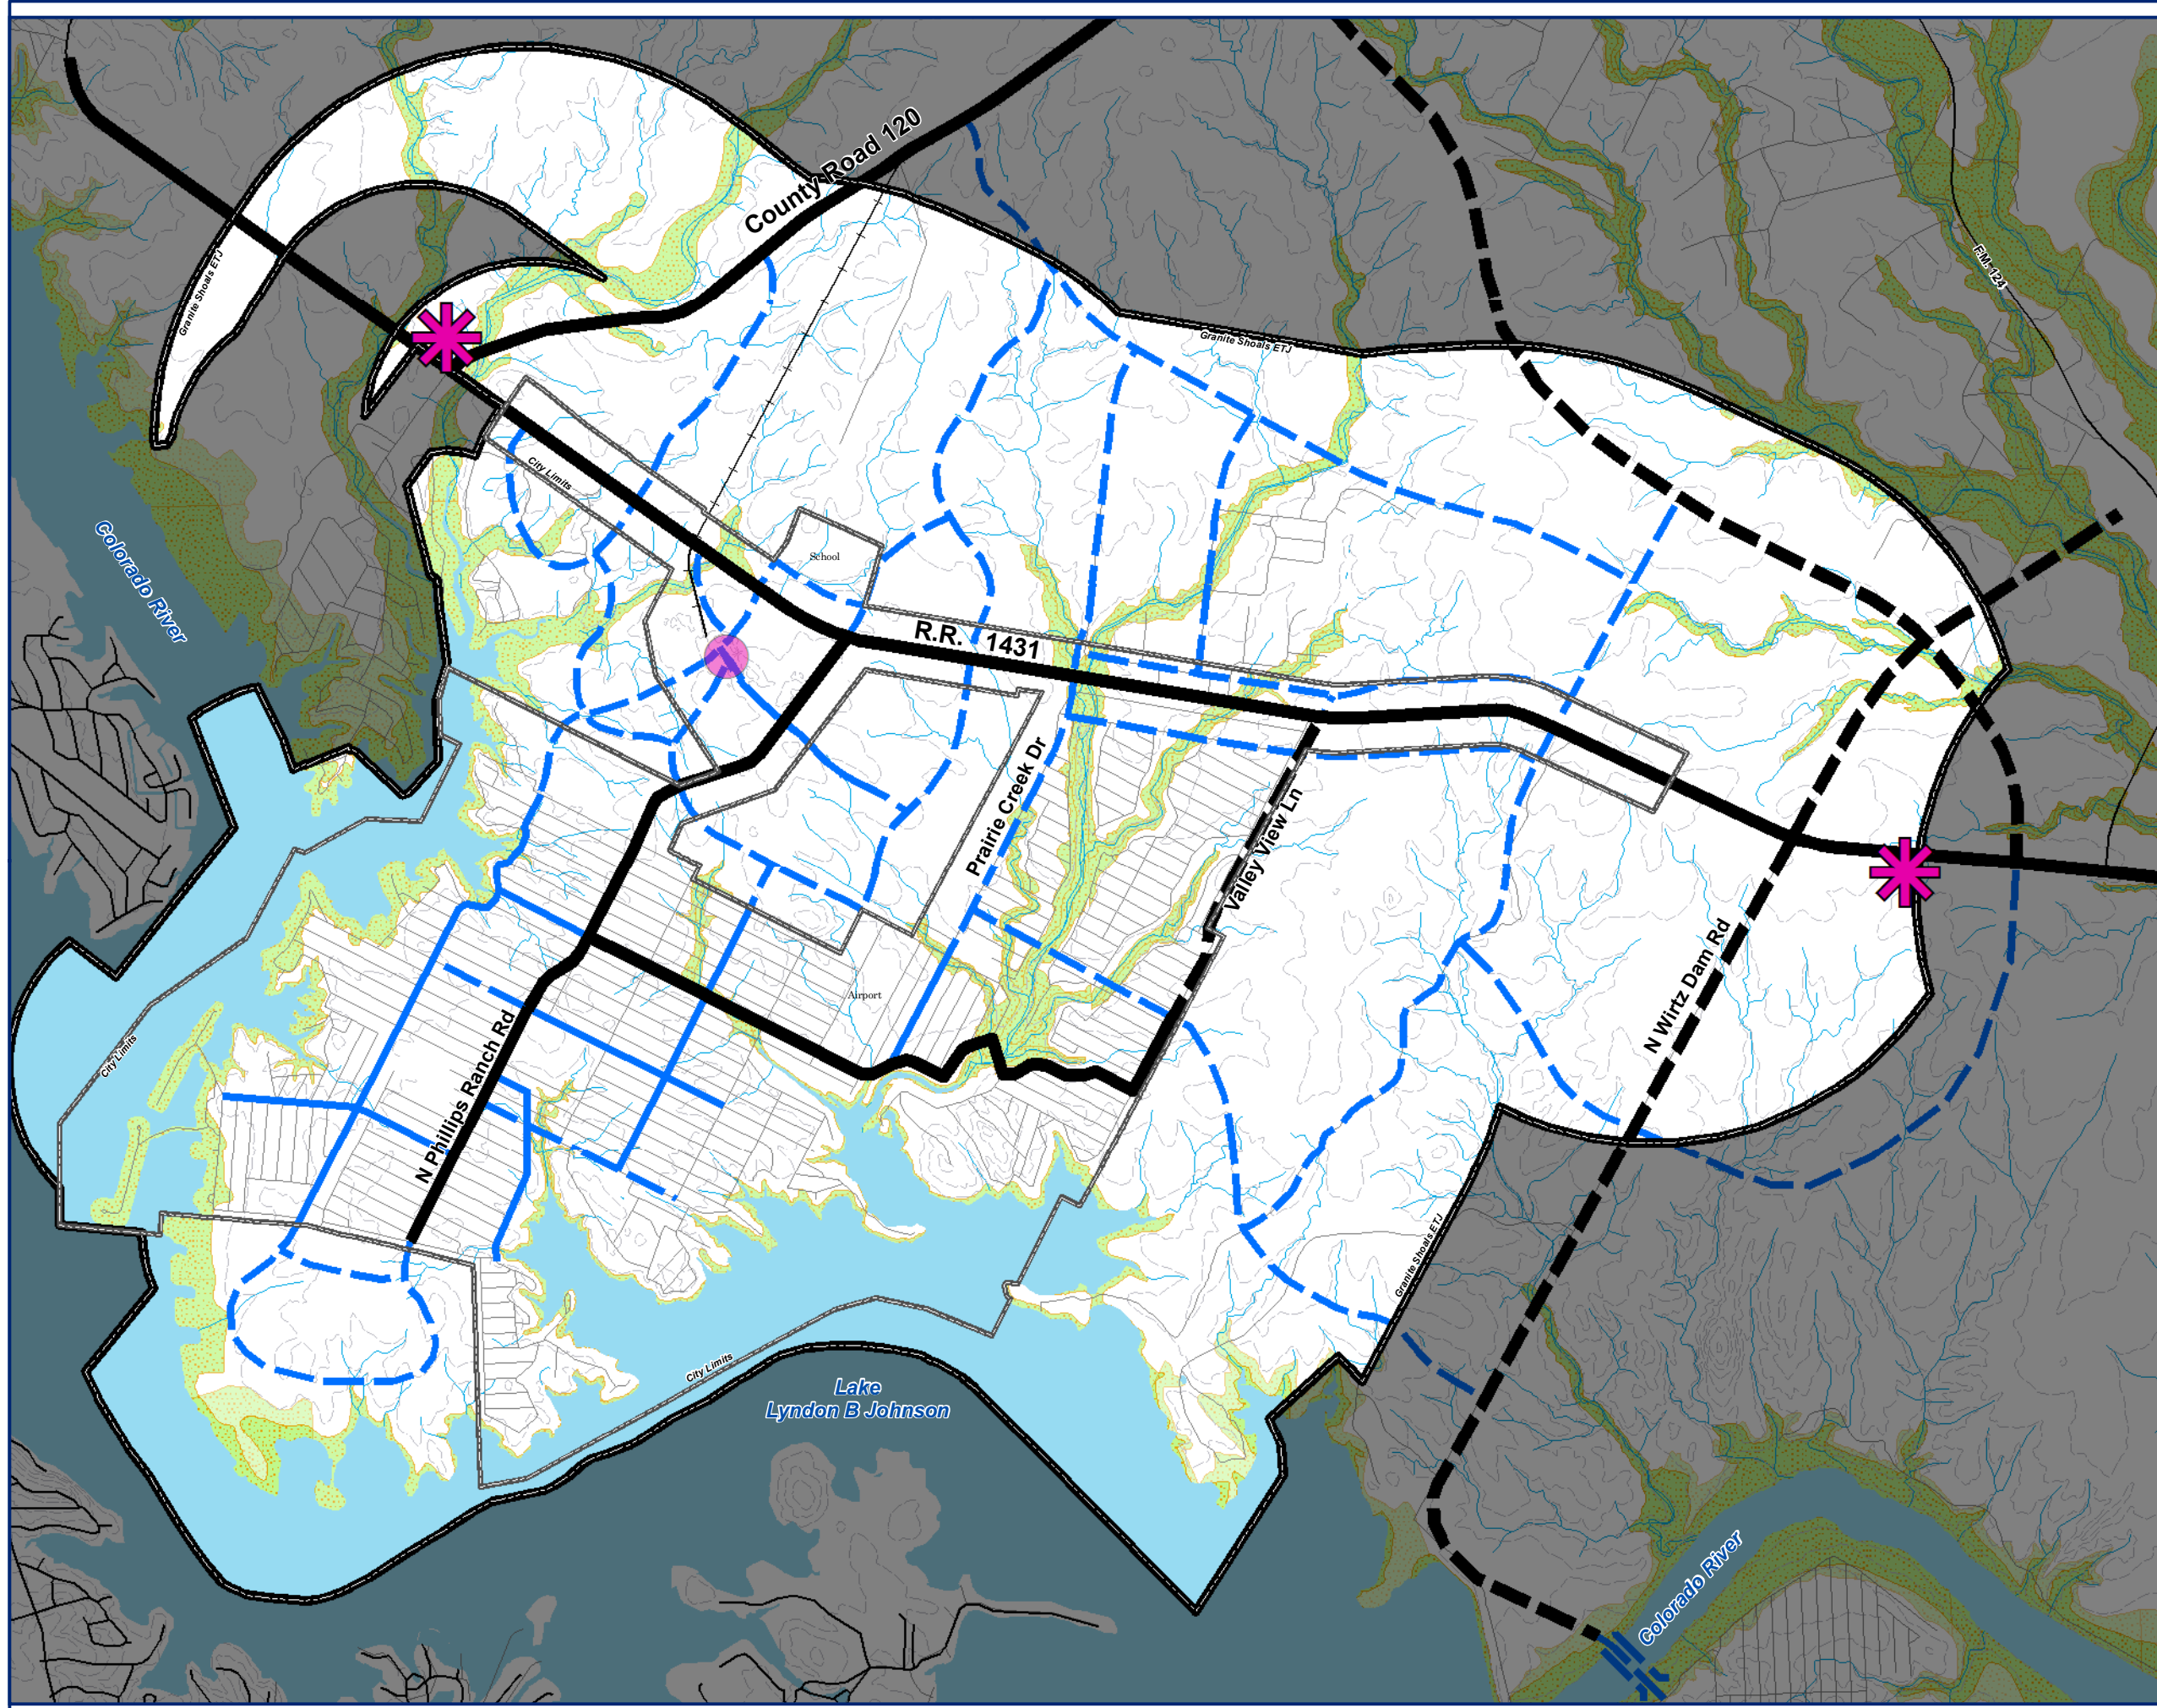 County Road 120
Granite Shoals ETJ
F.M. 124
Granite Shoals ETJ
City Limits
Colorado River
School
R.R. 1431
Prairie Creek Dr
Valley View Ln
N Wirtz Dam Rd
Airport
City Limits
N Phillips Ranch Rd
Granite Shoals ETJ
City Limits
Lake
Lyndon B Johnson
Colorado River